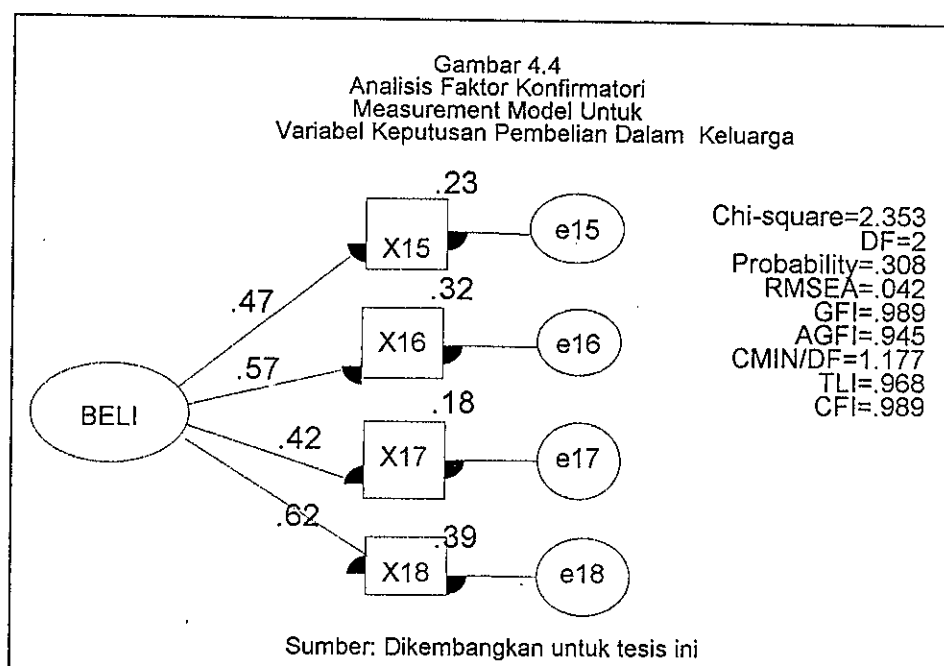 Gambar 4.4
Analisis Faktor Konfirmatori
Measurement Model Untuk
Variabel Keputusan Pembelian Dalam Keluarga
.23
X15
e15
.47
.32
X16
e16
.57
.18
BELI
X17
e17
.42
.39
X18
e18
.62
Chi-square=2.353
DF=2
Probability=.308
RMSEA=.042
GFI=.989
AGFI=.945
CMIN/DF=1.177
TLI=.968
CFI=.989
Sumber: Dikembangkan untuk tesis ini